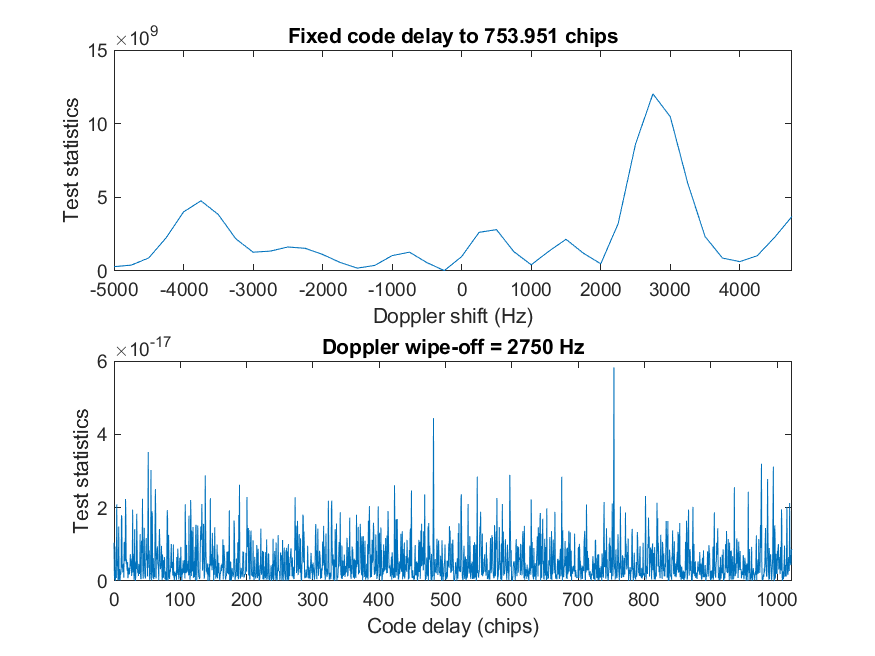 ×10^9
Fixed code delay to 753.951 chips
15
10
5
0
Test statistics
-5000 -4000 -3000 -2000 -1000 0 1000 2000 3000 4000
Doppler shift (Hz)
×10^-17
Doppler wipe-off = 2750 Hz
6
4
2
0
Test statistics
0 100 200 300 400 500 600 700 800 900 1000
Code delay (chips)